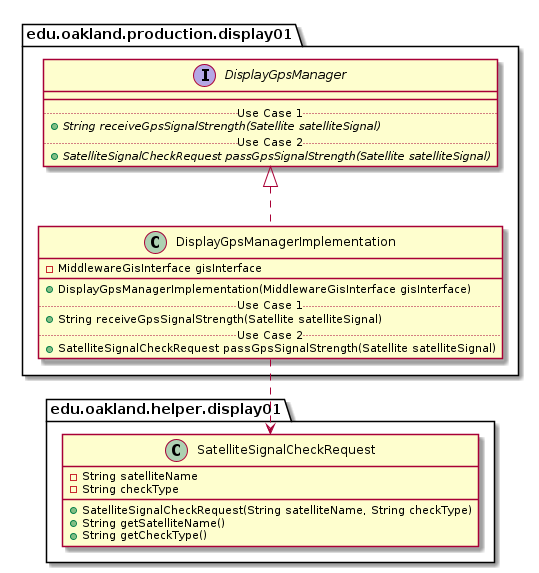 edu.oakland.production.display01
I DisplayGpsManager
Use Case 1
String receiveGpsSignalStrength(Satellite satelliteSignal)
Use Case 2
SatelliteSignalCheckRequest passGpsSignalStrength(Satellite satelliteSignal)
C DisplayGpsManagerImplementation
MiddlewareGisInterface gisInterface
DisplayGpsManagerImplementation(MiddlewareGisInterface gisInterface)
Use Case 1
String receiveGpsSignalStrength(Satellite satelliteSignal)
Use Case 2
SatelliteSignalCheckRequest passGpsSignalStrength(Satellite satelliteSignal)
edu.oakland.helper.display01
C SatelliteSignalCheckRequest
String satelliteName
String checkType
SatelliteSignalCheckRequest(String satelliteName, String checkType)
String getSatelliteName()
String getCheckType()